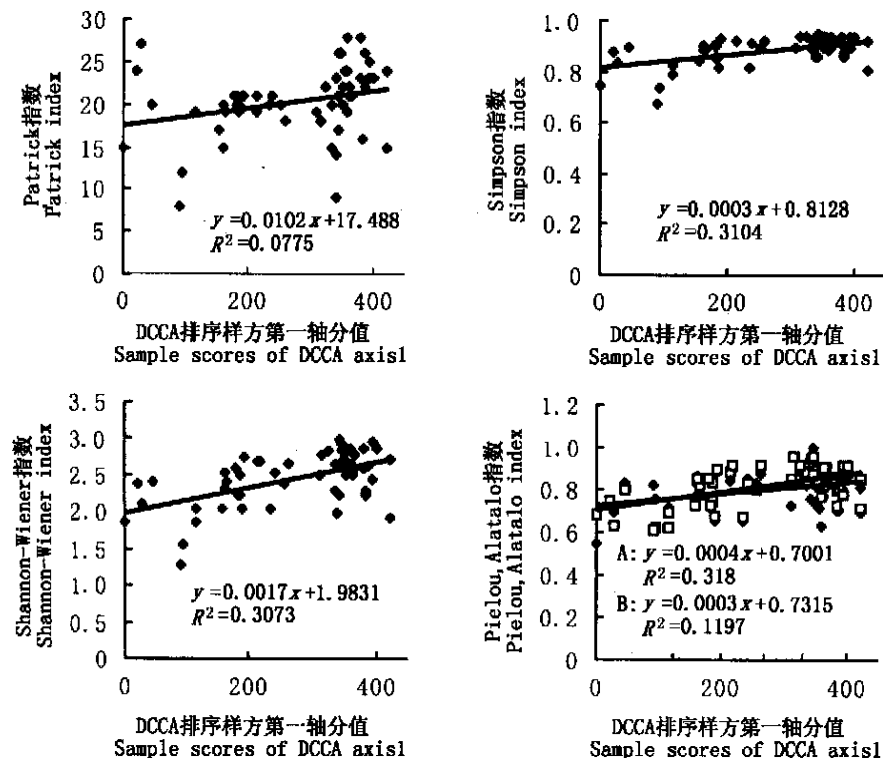 Patrick指数
Patrick index
30
25
20
15
10
5
0
y=0.0102x+17.488
R²=0.0775
0 200 400
DCCA排序样方第一轴分值
Sample scores of DCCA axis1
Simpson指数
Simpson index
1.0
0.8
0.6
0.4
0.2
0
y=0.0003x+0.8128
R²=0.3104
0 200 400
DCCA排序样方第一轴分值
Sample scores of DCCA axis1
Shannon-Wiener指数
Shannon-Wiener index
3.5
3.0
2.5
2.0
1.5
1.0
0.5
0
y=0.0017x+1.9831
R²=0.3073
0 200 400
DCCA排序样方第一轴分值
Sample scores of DCCA axis1
Pielou,Alatalo指数
Pielou,Alatalo index
1.2
1.0
0.8
0.6
0.4
0.2
0
A: y=0.0004x+0.7001
R²=0.318
B: y=0.0003x+0.7315
R²=0.1197
0 200 400
DCCA排序样方第一轴分值
Sample scores of DCCA axis1